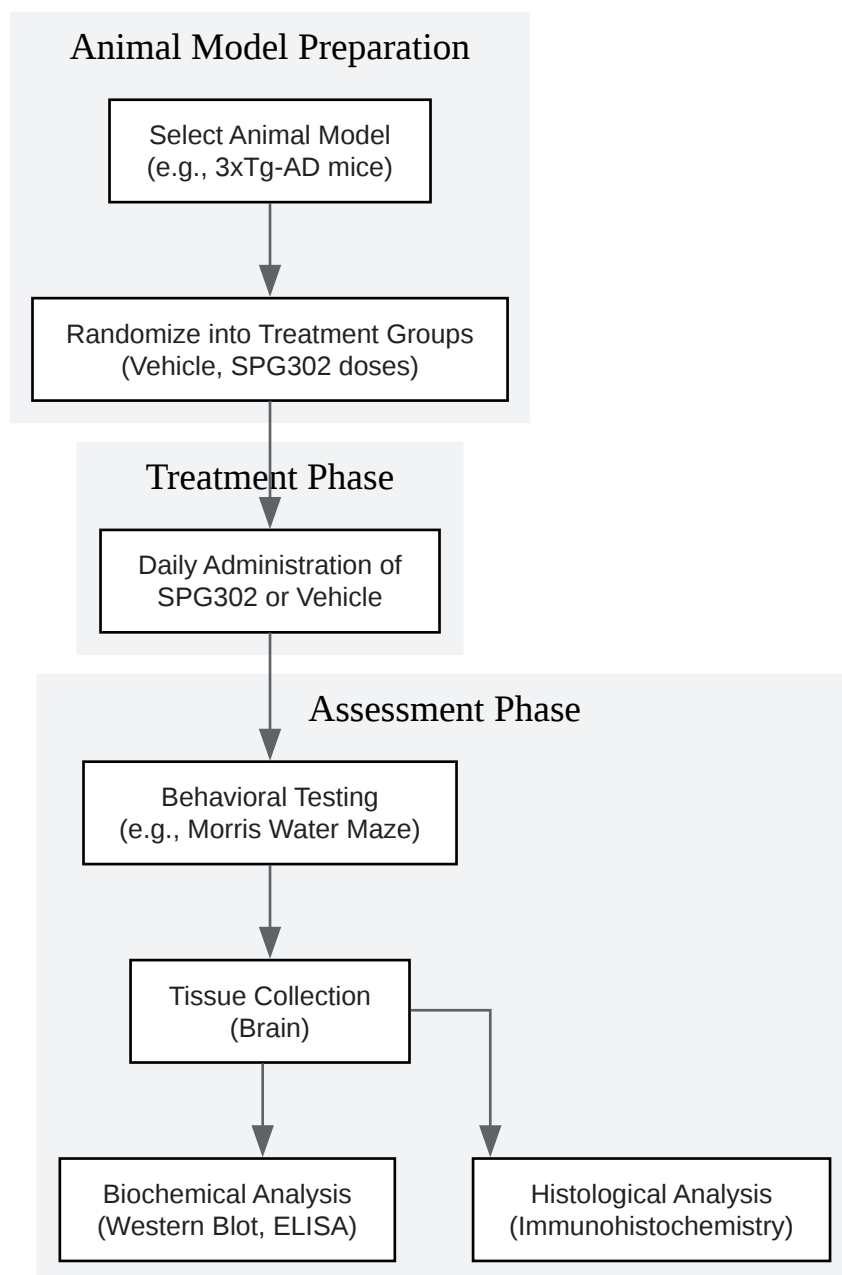 Animal Model Preparation
Select Animal Model
(e.g., 3xTg-AD mice)
Randomize into Treatment Groups
(Vehicle, SPG302 doses)
Treatment Phase
Daily Administration of
SPG302 or Vehicle
Assessment Phase
Behavioral Testing
(e.g., Morris Water Maze)
Tissue Collection
(Brain)
Biochemical Analysis
(Western Blot, ELISA)
Histological Analysis
(Immunohistochemistry)